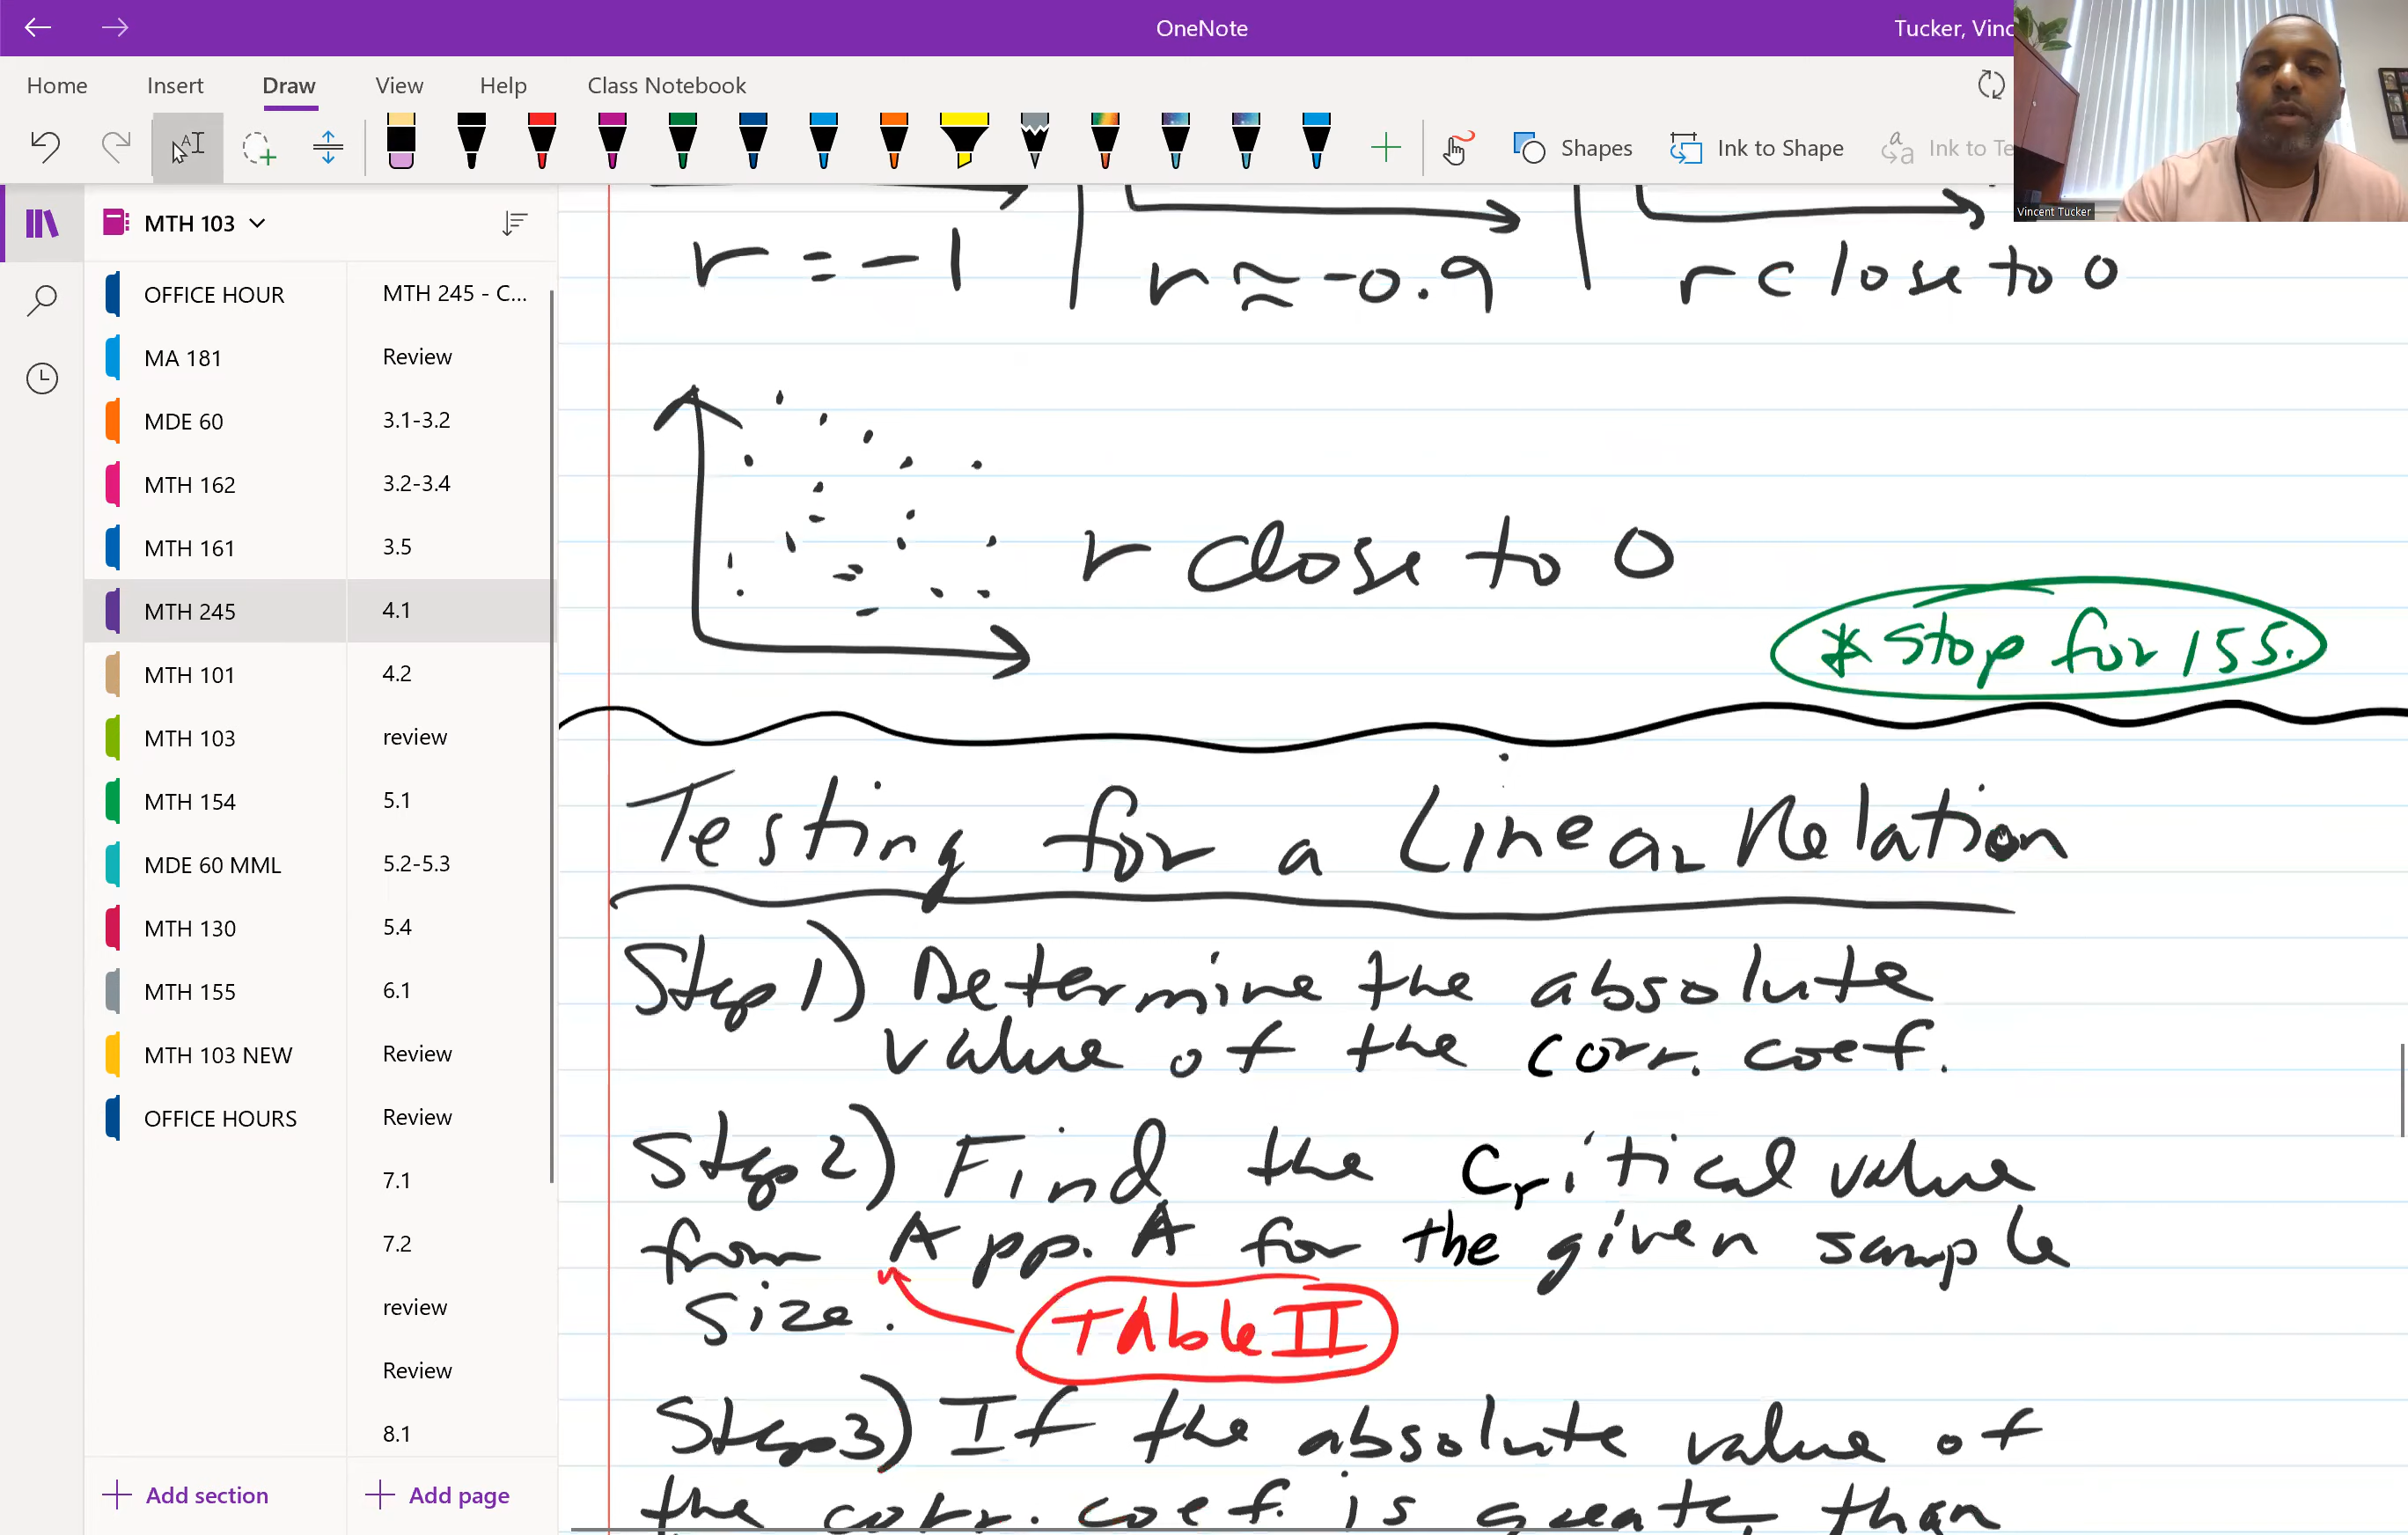 OneNote
Tucker, Vinc
Home Insert Draw View Help Class Notebook
Shapes Ink to Shape Ink to Te
Vincent Tucker
MTH 103
OFFICE HOUR
MA 181
MDE 60
MTH 162
MTH 161
MTH 245
MTH 101
MTH 103
MTH 154
MDE 60 MML
MTH 130
MTH 155
MTH 103 NEW
OFFICE HOURS
Add section
MTH 245 - C...
Review
3.1-3.2
3.2-3.4
3.5
4.1
4.2
review
5.1
5.2-5.3
5.4
6.1
Review
Review
7.1
7.2
review
Review
8.1
Add page
r = -1 r ≈ -0.9 r close to 0
r close to 0
* Stop for 155.
Testing for a Linear Relation
Step 1) Determine the absolute
value of the corr. coef.
Step 2) Find the critical value
from App. A for the given sample
size.
Table II
Step 3) If the absolute value of
the corr. coef. is greater than